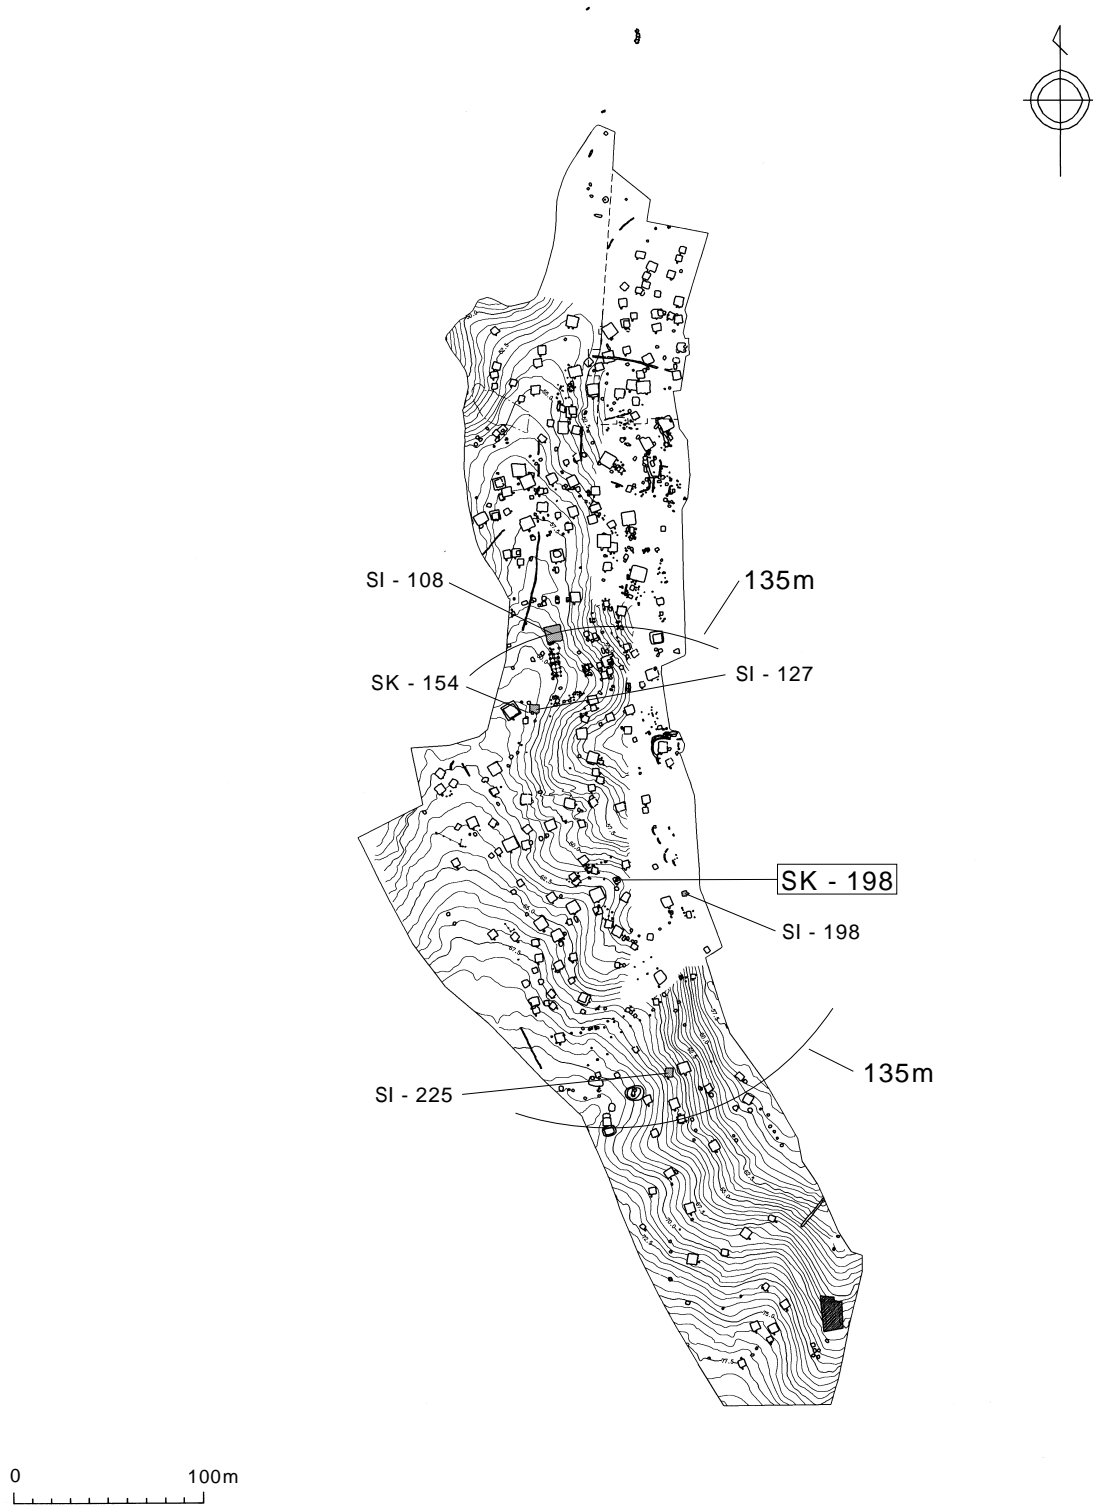 SI - 108
135m
SK - 154
SI - 127
SK - 198
SI - 198
135m
SI - 225
0
100m